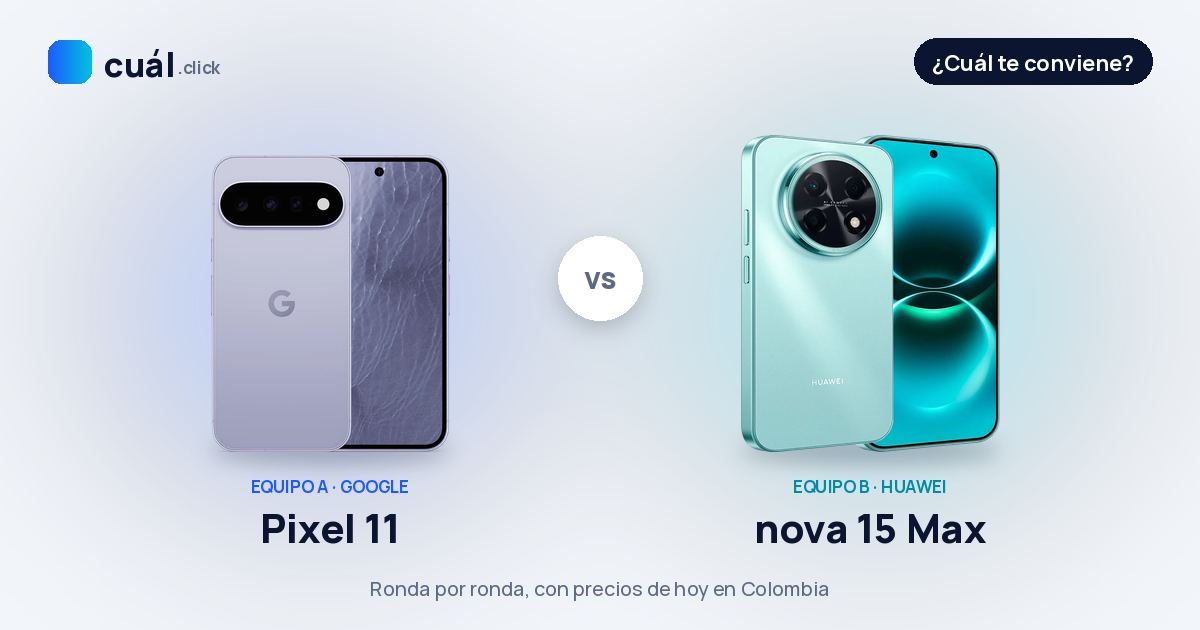 cuál.click
¿Cuál te conviene?
G
HUAWEI
vs
EQUIPO A · GOOGLE
Pixel 11
EQUIPO B · HUAWEI
nova 15 Max
Ronda por ronda, con precios de hoy en Colombia